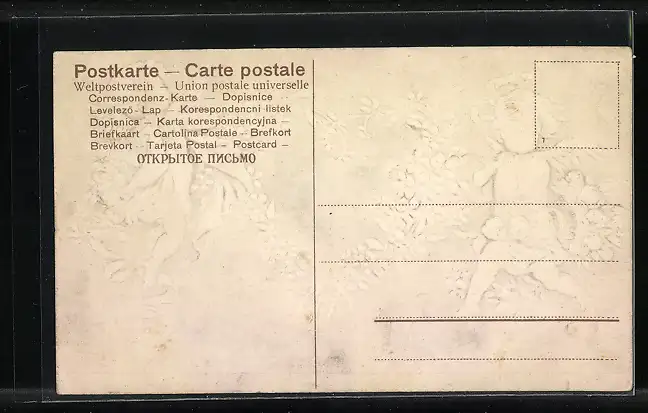 Postkarte — Carte postale
Weltpostverein — Union postale universelle
Correspondenz-Karte — Dopisnice
Levelező-Lap — Korespondencni listek
Dopisnica — Karta korespondencyjna —
Briefkaart — Cartolina Postale — Brefkort
Brevkort — Tarjeta Postal — Postcard —
ОТКРЫТОЕ ПИСЬМО